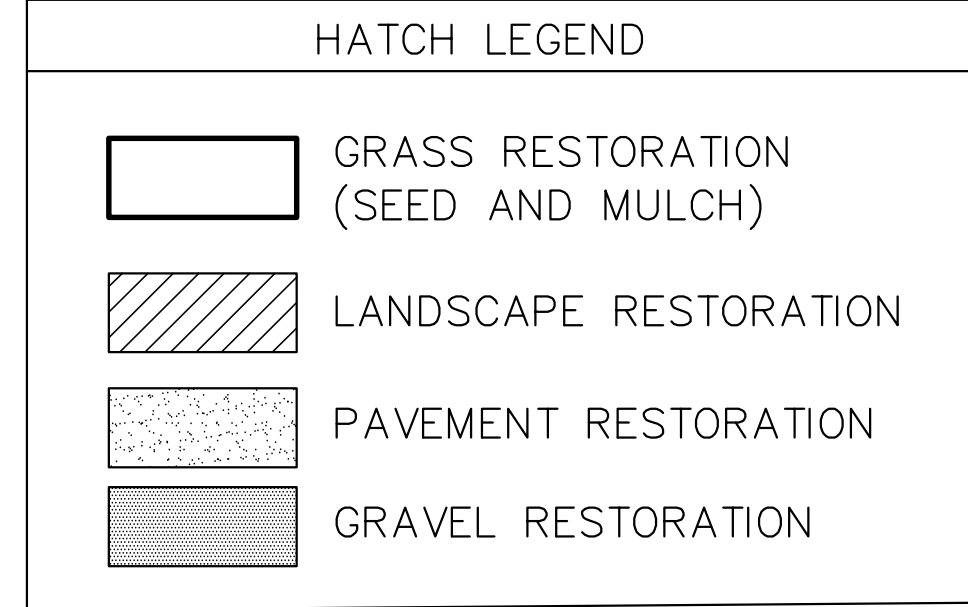 HATCH LEGEND
GRASS RESTORATION
(SEED AND MULCH)
LANDSCAPE RESTORATION
PAVEMENT RESTORATION
GRAVEL RESTORATION